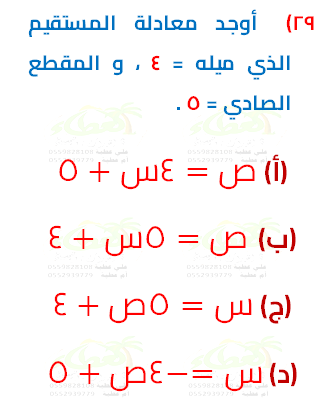 ٢٩) أوجد معادلة المستقيم
الذي ميله = ٤ ، و المقطع
الصادي = ٥ .
(أ) ص = ٤س + ٥
(ب) ص = ٥س + ٤
(ج) س = ٥ص + ٤
(د) س =−٤ص + ٥